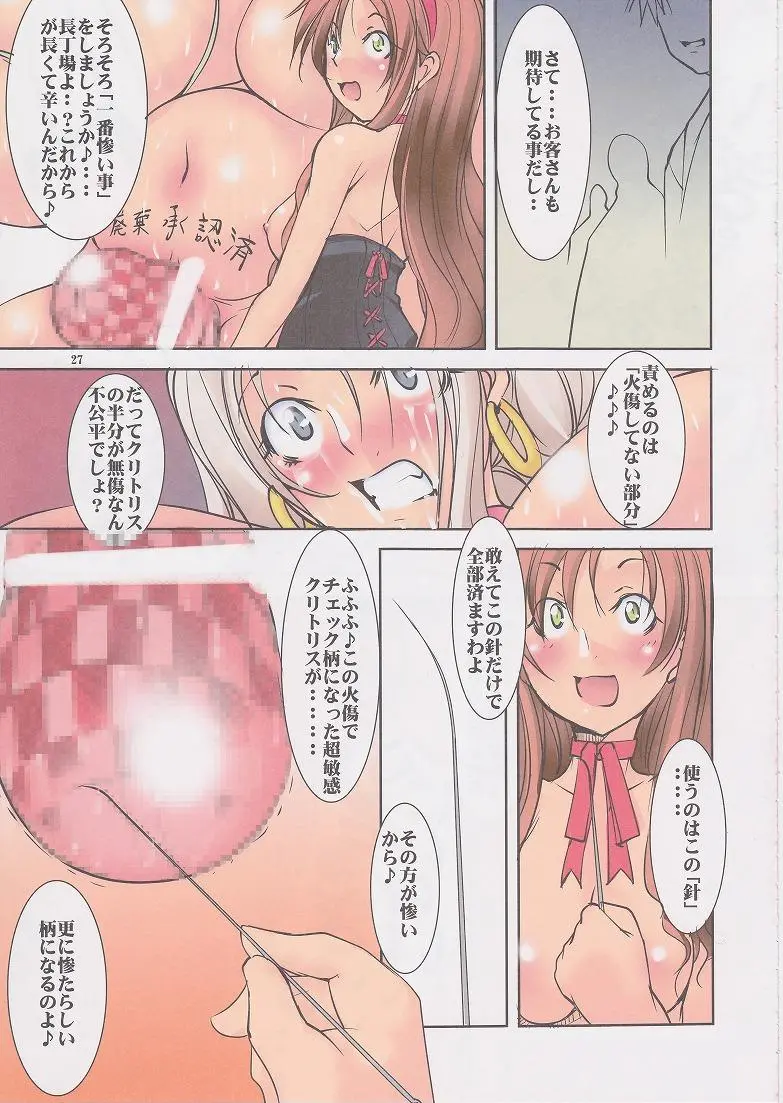 さて・・・お客さんも
期待してる事だし・・
そろそろ「一番惨い事」
をしましょうか♪・・・
長丁場よ・・？これから
が長くて辛いんだから♪
廃棄承認済
27
責めるのは
「火傷してない部分」
♪♪♪
だってクリトリス
の半分が無傷なん
不公平でしょ？
使うのはこの「針」
・・・・・
敢えてこの針だけで
全部済ますわよ
その方が惨い
から♪
ふふふ♪この火傷で
チェック柄になった超敏感
クリトリスが・・・・・
更に惨たらしい
柄になるのよ♪